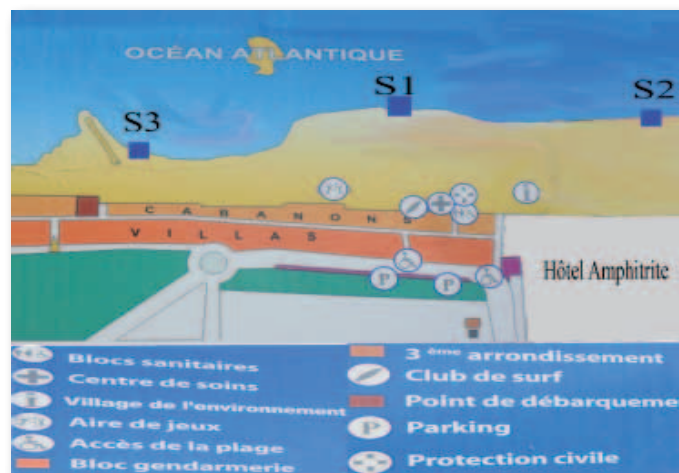 OCÉAN ATLANTIQUE
S1
S2
S3
CABANONS
VILLAS
P
P
Hôtel Amphitrite
Blocs sanitaires
Centre de soins
Village de l'environnement
Aire de jeux
Accès de la plage
Bloc gendarmerie
3 ème arrondissement
Club de surf
Point de débarqueme
P Parking
Protection civile